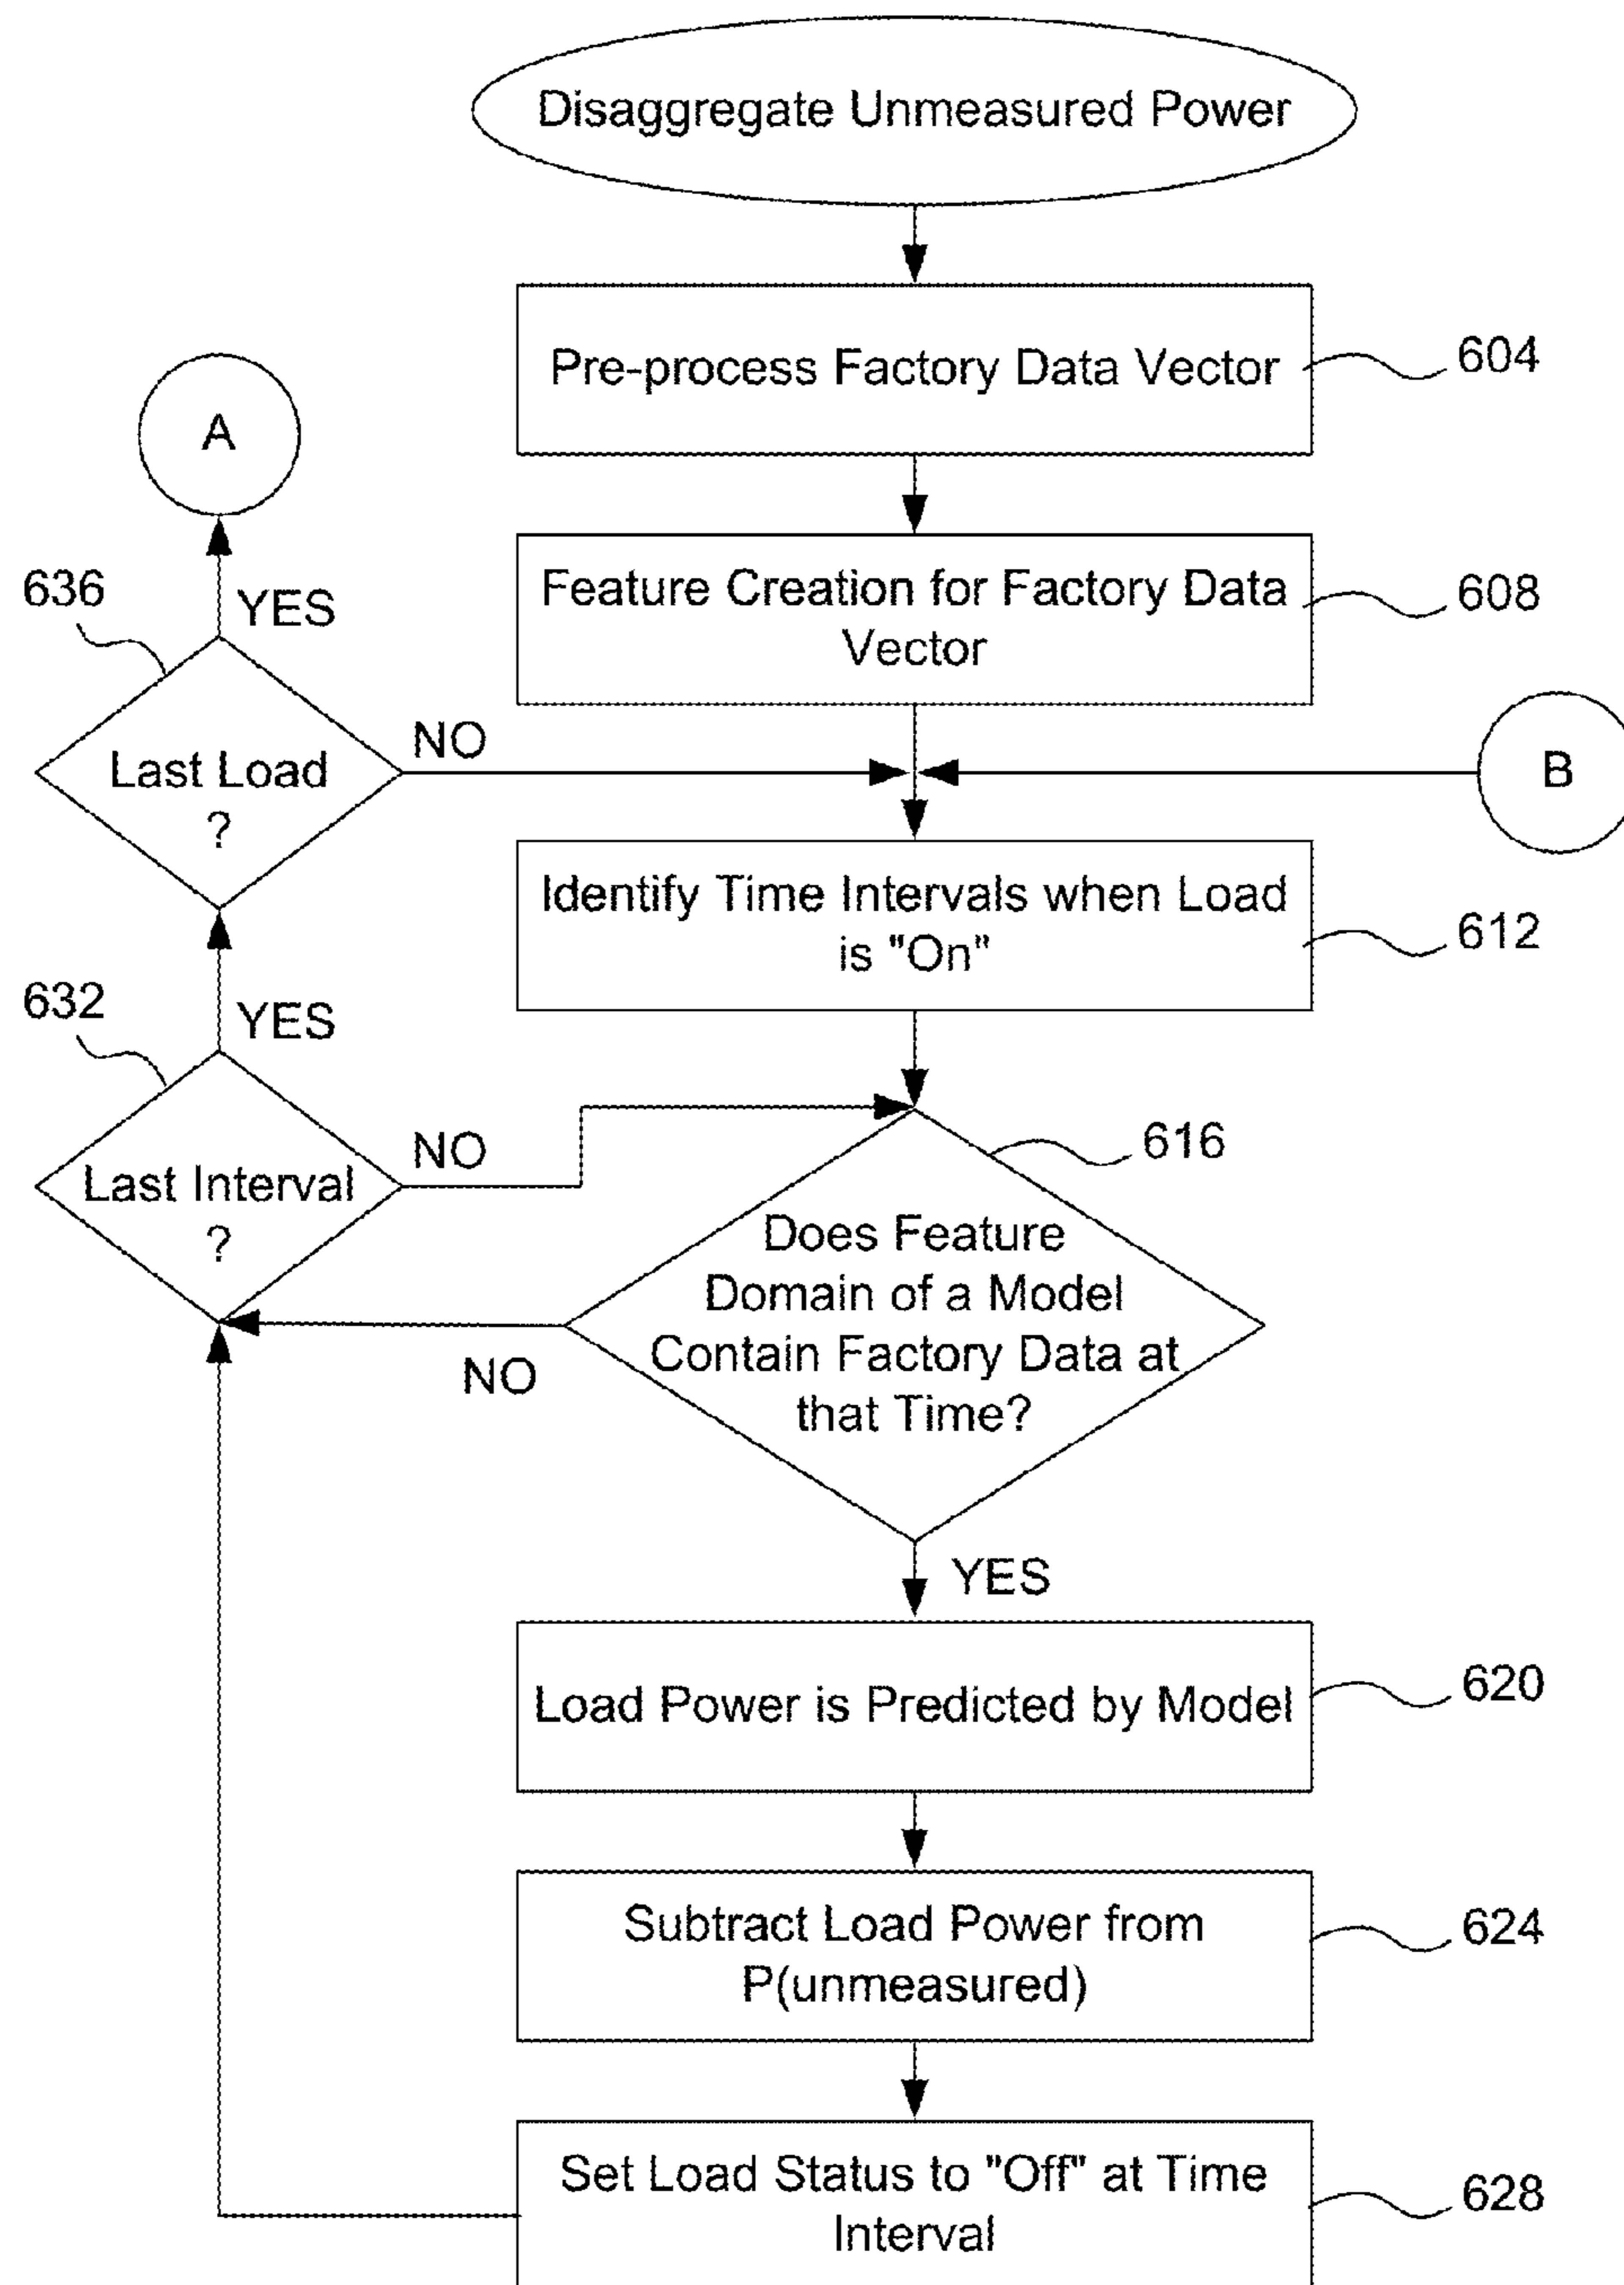 Disaggregate Unmeasured Power
Pre-process Factory Data Vector
604
A
Feature Creation for Factory Data
Vector
608
636
YES
Last Load
?
NO
B
Identify Time Intervals when Load
is "On"
612
632
YES
Last Interval
?
NO
616
Does Feature
Domain of a Model
Contain Factory Data at
that Time?
NO
YES
Load Power is Predicted by Model
620
Subtract Load Power from
P(unmeasured)
624
Set Load Status to "Off" at Time
Interval
628